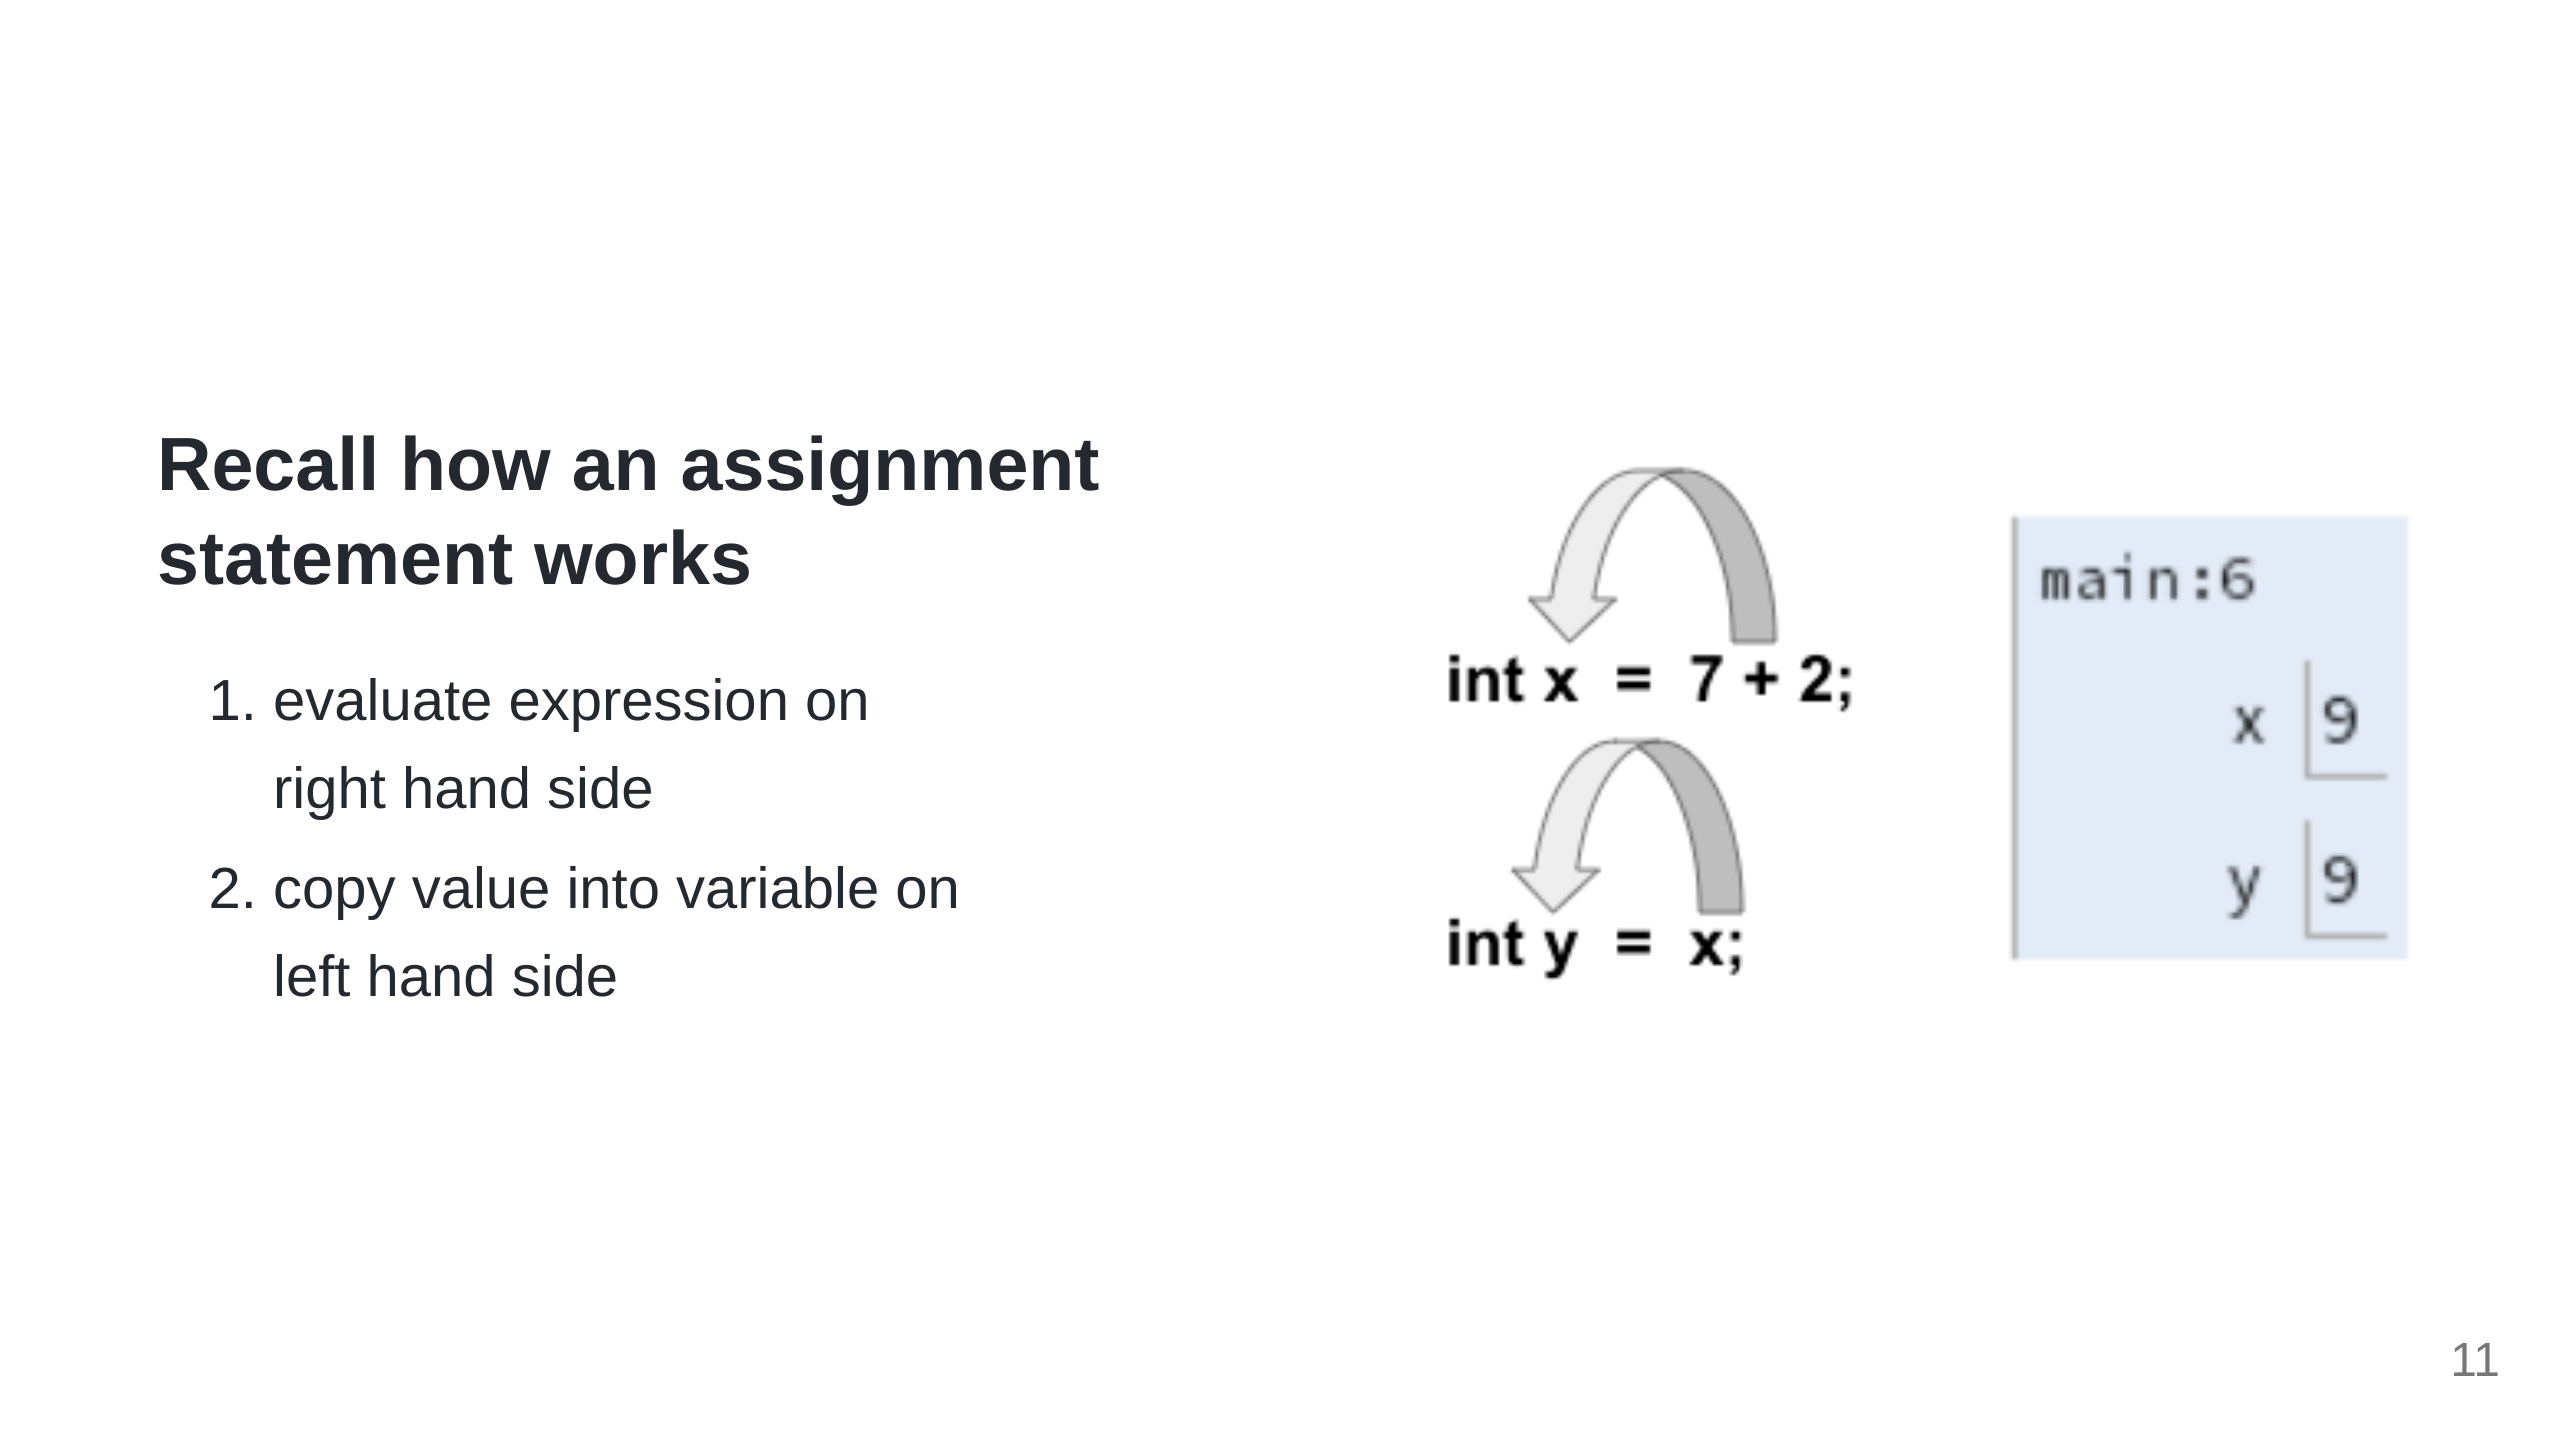 Recall how an assignment
statement works
1. evaluate expression on
right hand side
2. copy value into variable on
left hand side
int x = 7 + 2;
int y = x;
main:6
x 9
y 9
11